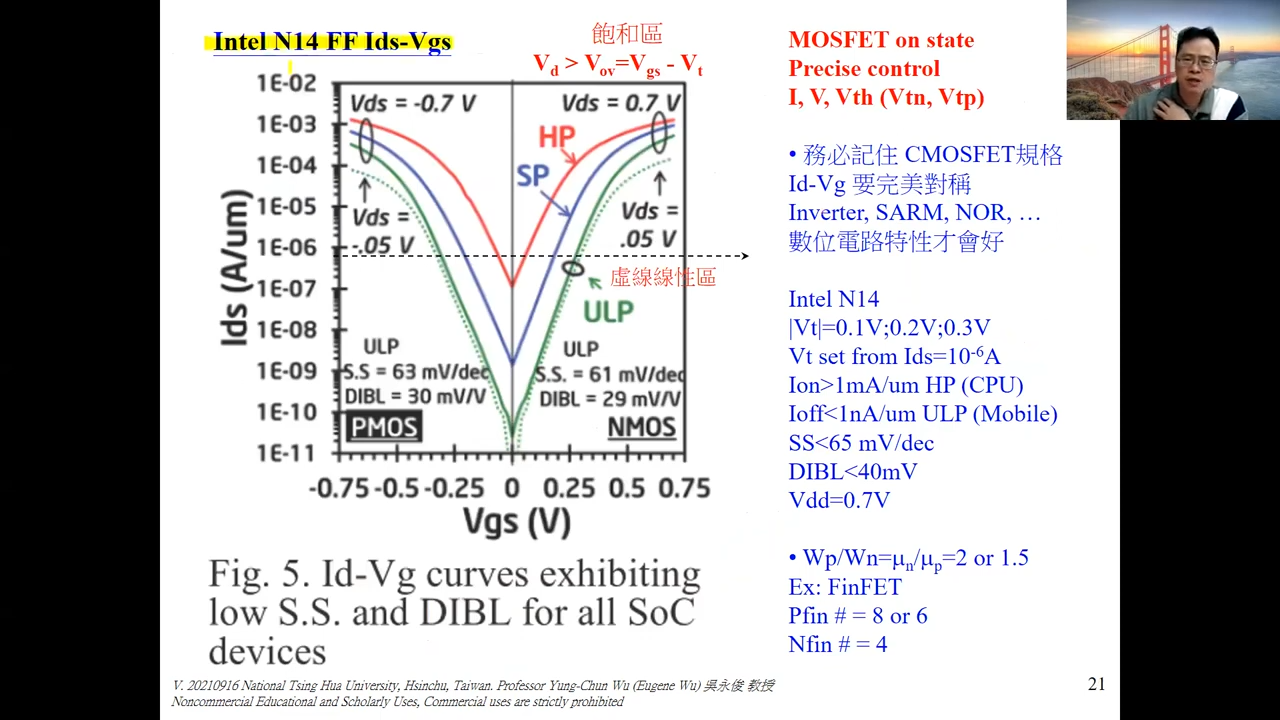 Intel N14 FF Ids-Vgs
飽和區
Vd > Vov=Vgs - Vt
1E-02
1E-03
1E-04
1E-05
1E-06
1E-07
1E-08
1E-09
1E-10
1E-11
Ids (A/um)
Vds = -0.7 V
Vds = 0.7 V
HP
SP
Vds =
-.05 V
Vds =
.05 V
虛線線性區
ULP
ULP
S.S = 63 mV/dec
DIBL = 30 mV/V
PMOS
ULP
S.S. = 61 mV/dec
DIBL = 29 mV/V
NMOS
-0.75 -0.5 -0.25 0 0.25 0.5 0.75
Vgs (V)
Fig. 5. Id-Vg curves exhibiting
low S.S. and DIBL for all SoC
devices
MOSFET on state
Precise control
I, V, Vth (Vtn, Vtp)
• 務必記住 CMOSFET規格
Id-Vg 要完美對稱
Inverter, SARM, NOR, …
數位電路特性才會好
Intel N14
|Vt|=0.1V;0.2V;0.3V
Vt set from Ids=10-6A
Ion>1mA/um HP (CPU)
Ioff<1nA/um ULP (Mobile)
SS<65 mV/dec
DIBL<40mV
Vdd=0.7V
• Wp/Wn=μn/μp=2 or 1.5
Ex: FinFET
Pfin # = 8 or 6
Nfin # = 4
V. 20210916 National Tsing Hua University, Hsinchu, Taiwan. Professor Yung-Chun Wu (Eugene Wu) 吳永俊 教授
Noncommercial Educational and Scholarly Uses, Commercial uses are strictly prohibited
21